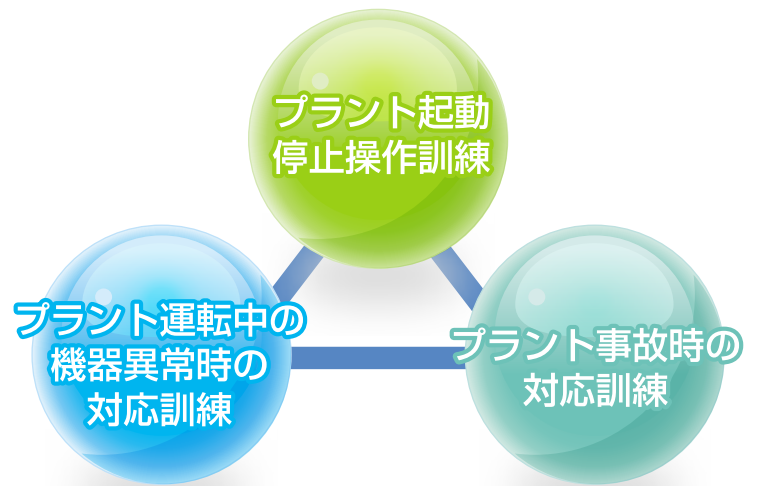 プラント起動
停止操作訓練
プラント運転中の
機器異常時の
対応訓練
プラント事故時の
対応訓練